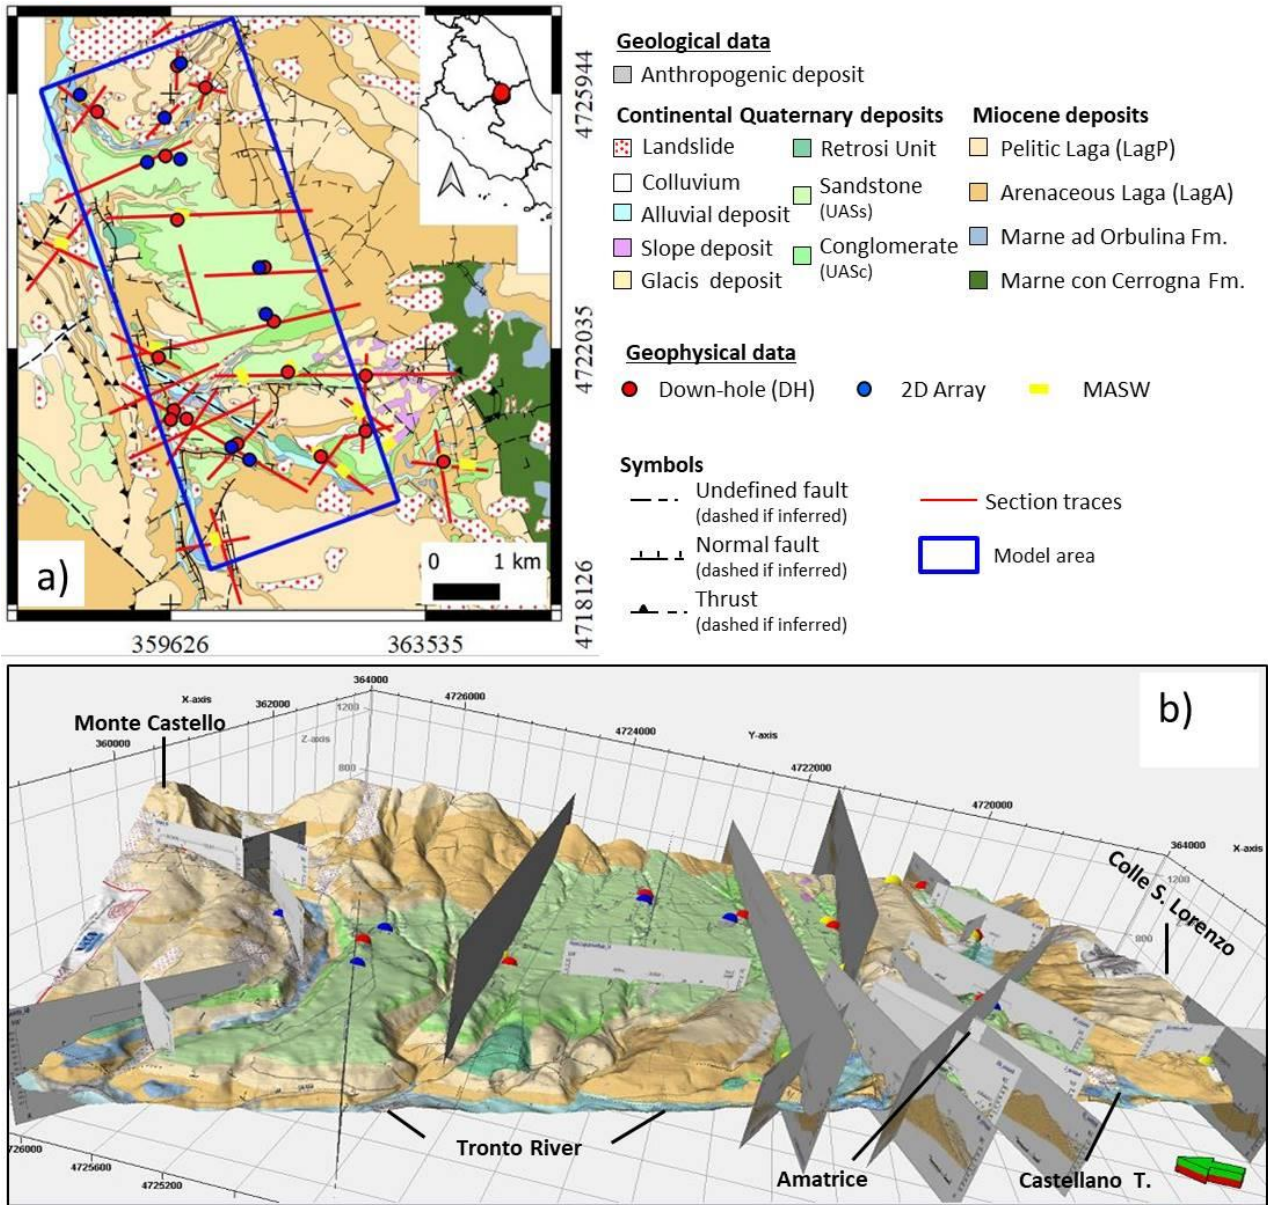 a)
0 1 km
359626 363535
4725944
4722035
4718126
Geological data
Anthropogenic deposit
Continental Quaternary deposits
Landslide
Colluvium
Alluvial deposit
Slope deposit
Glacis deposit
Retrosi Unit
Sandstone
(UASs)
Conglomerate
(UASc)
Miocene deposits
Pelitic Laga (LagP)
Arenaceous Laga (LagA)
Marne ad Orbulina Fm.
Marne con Cerrogna Fm.
Geophysical data
Down-hole (DH) 2D Array MASW
Symbols
Undefined fault
(dashed if inferred)
Normal fault
(dashed if inferred)
Thrust
(dashed if inferred)
Section traces
Model area
b)
Monte Castello
X-axis
360000
362000
364000
Z-axis
1200
800
4726000
4724000
Y-axis
4722000
4720000
364000
X-axis
1200
800
Colle S. Lorenzo
Tronto River
Amatrice
Castellano T.
726000
4725600
4725200